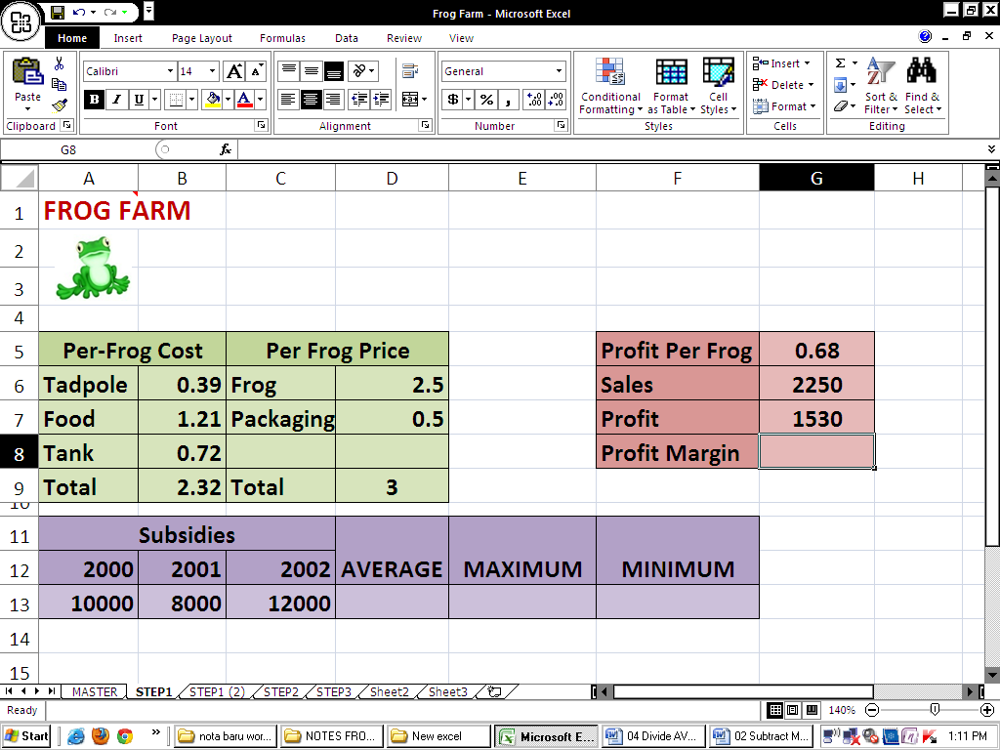 Frog Farm - Microsoft Excel
Home Insert Page Layout Formulas Data Review View
Paste
Calibri 14
General
Conditional Formatting
Format as Table
Cell Styles
Insert
Delete
Format
Sort & Filter
Find & Select
B I U A
$ % ,
Clipboard Font Alignment Number Styles Cells Editing
G8 fx
A B C D E F G H
1 FROG FARM
2
3
4
5 Per-Frog Cost Per Frog Price Profit Per Frog 0.68
6 Tadpole 0.39 Frog 2.5 Sales 2250
7 Food 1.21 Packaging 0.5 Profit 1530
8 Tank 0.72 Profit Margin
9 Total 2.32 Total 3
10
11 Subsidies
12 2000 2001 2002 AVERAGE MAXIMUM MINIMUM
13 10000 8000 12000
14
15
MASTER STEP1 STEP1 (2) STEP2 STEP3 Sheet2 Sheet3
Ready 140%
Start nota baru wor... NOTES FRO... New excel Microsoft E... 04 Divide AV... 02 Subtract M... 1:11 PM